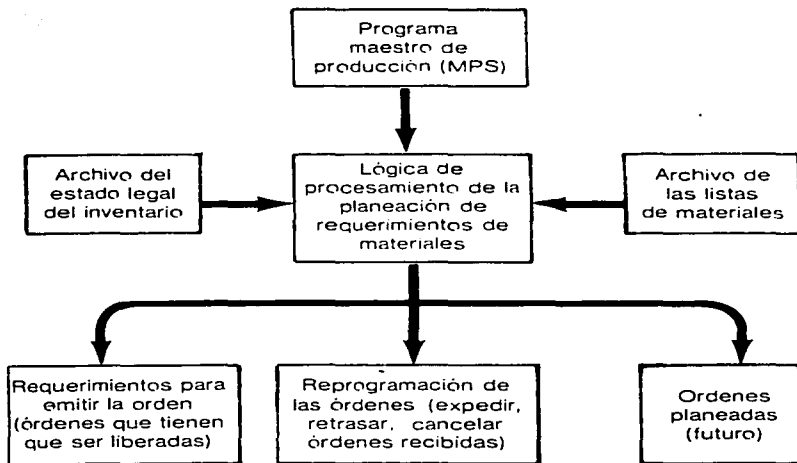 Programa
maestro de
producción (MPS)
Archivo del
estado legal
del inventario
Lógica de
procesamiento de la
planeación de
requerimientos de
materiales
Archivo de
las listas
de materiales
Requerimientos para
emitir la orden
(órdenes que tienen
que ser liberadas)
Reprogramación de
las órdenes (expedir,
retrasar, cancelar
órdenes recibidas)
Ordenes
planeadas
(futuro)